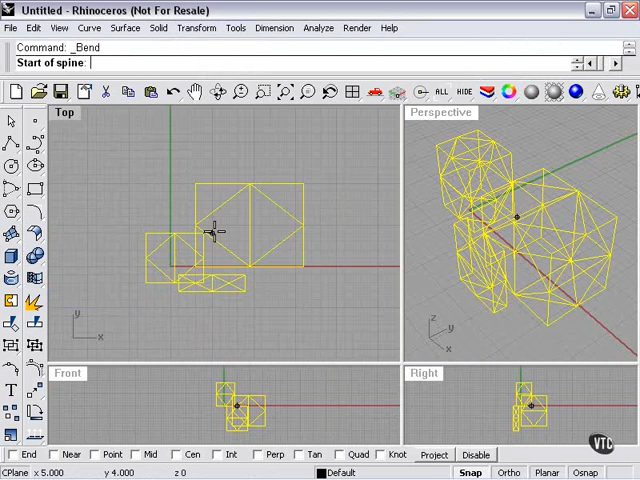 Untitled - Rhinoceros (Not For Resale)
File Edit View Curve Surface Solid Transform Tools Dimension Analyze Render Help
Command: _Bend
Start of spine:
ALL HIDE
Top
Perspective
y
x
z
y
x
Front
Right
T
VTC
End Near Point Mid Cen Int Perp Tan Quad Knot Project Disable
CPlane x 5.000 y 4.000 z 0 Default Snap Ortho Planar Osnap